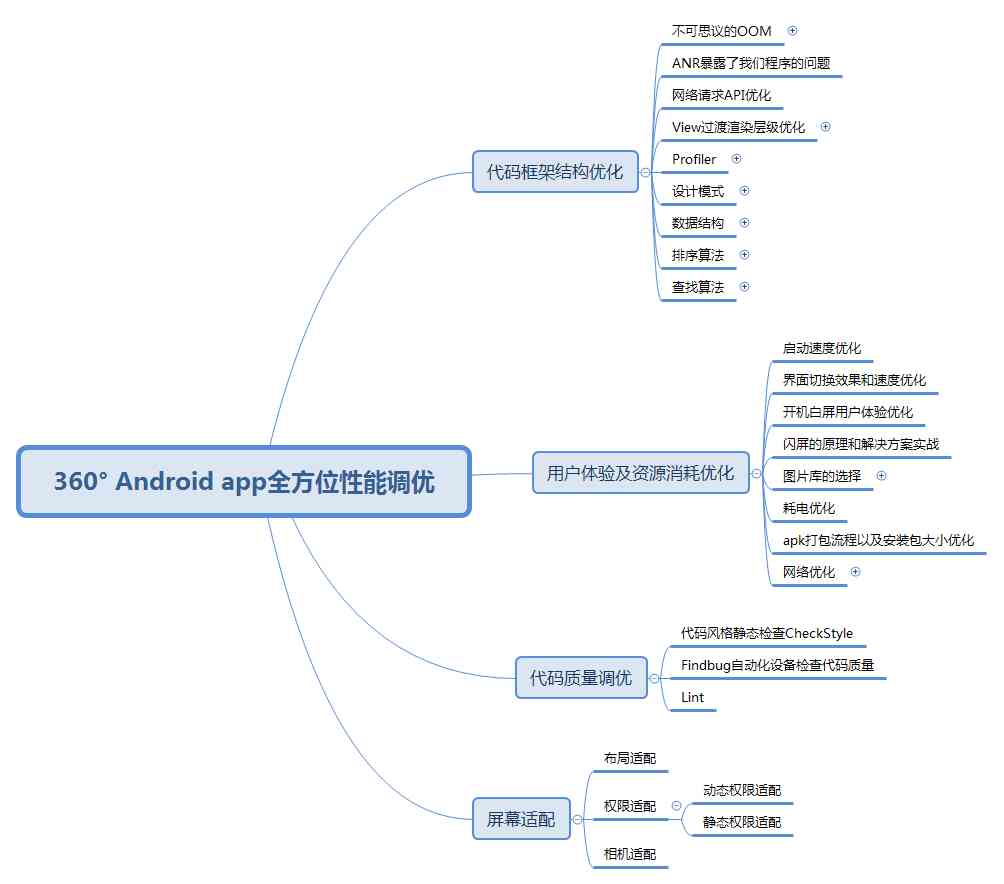 360° Android app全方位性能调优
代码框架结构优化
不可思议的OOM
ANR暴露了我们程序的问题
网络请求API优化
View过渡渲染层级优化
Profiler
设计模式
数据结构
排序算法
查找算法
用户体验及资源消耗优化
启动速度优化
界面切换效果和速度优化
开机白屏用户体验优化
闪屏的原理和解决方案实战
图片库的选择
耗电优化
apk打包流程以及安装包大小优化
网络优化
代码质量调优
代码风格静态检查CheckStyle
Findbug自动化设备检查代码质量
Lint
屏幕适配
布局适配
权限适配
动态权限适配
静态权限适配
相机适配